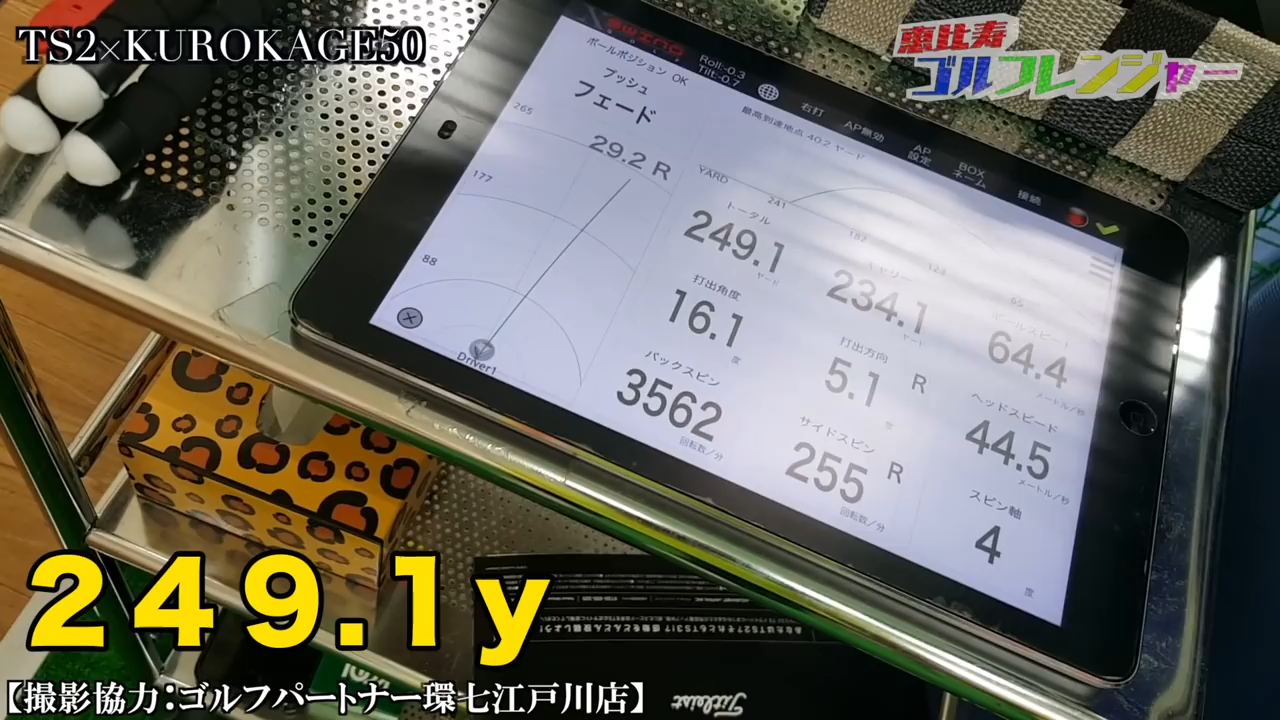 TS2×KUROKAGE50
恵比寿
ゴルフレンジャー
ボールポジション OK
Roll:-0.3
Tilt:-0.7
右打
AP無効
AP設定
BOXネーム
接続
プッシュ
フェード
29.2 R
265
177
88
Driver1
最高到達地点 40.2 ヤード
YARD
241
187
123
65
トータル
249.1
ヤード
キャリー
234.1
ヤード
ボールスピード
64.4
メートル/秒
打出角度
16.1
度
打出方向
5.1 R
度
ヘッドスピード
44.5
メートル/秒
バックスピン
3562
回転数/分
サイドスピン
255 R
回転数/分
スピン軸
4
度
249.1y
Titleist
【撮影協力:ゴルフパートナー環七江戸川店】